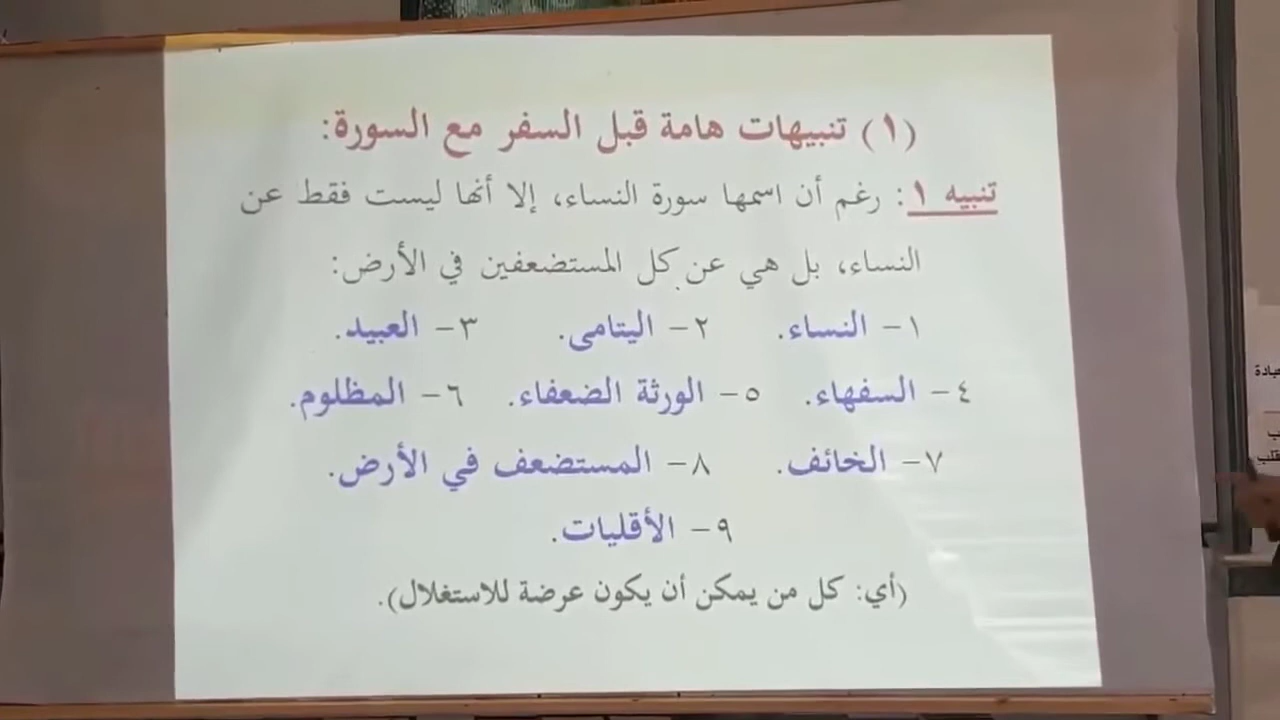 (١) تنبيهات هامة قبل السفر مع السورة:
تنبيه ١: رغم أن اسمها سورة النساء، إلا أنها ليست فقط عن
النساء، بل هي عن كل المستضعفين في الأرض:
١- النساء. ٢- اليتامى. ٣- العبيد.
٤- السفهاء. ٥- الورثة الضعفاء. ٦- المظلوم.
٧- الخائف. ٨- المستضعف في الأرض.
٩- الأقليات.
(أي: كل من يمكن أن يكون عرضة للاستغلال).